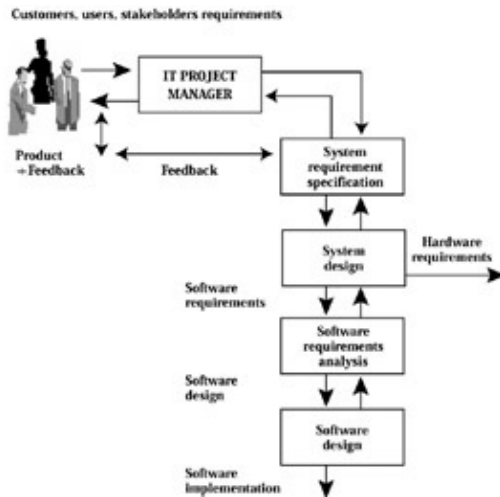 Customers, users, stakeholders requirements
IT PROJECT
MANAGER
Product
+Feedback
Feedback
System
requirement
specification
System
design
Hardware
requirements
Software
requirements
Software
requirements
analysis
Software
design
Software
design
Software
implementation